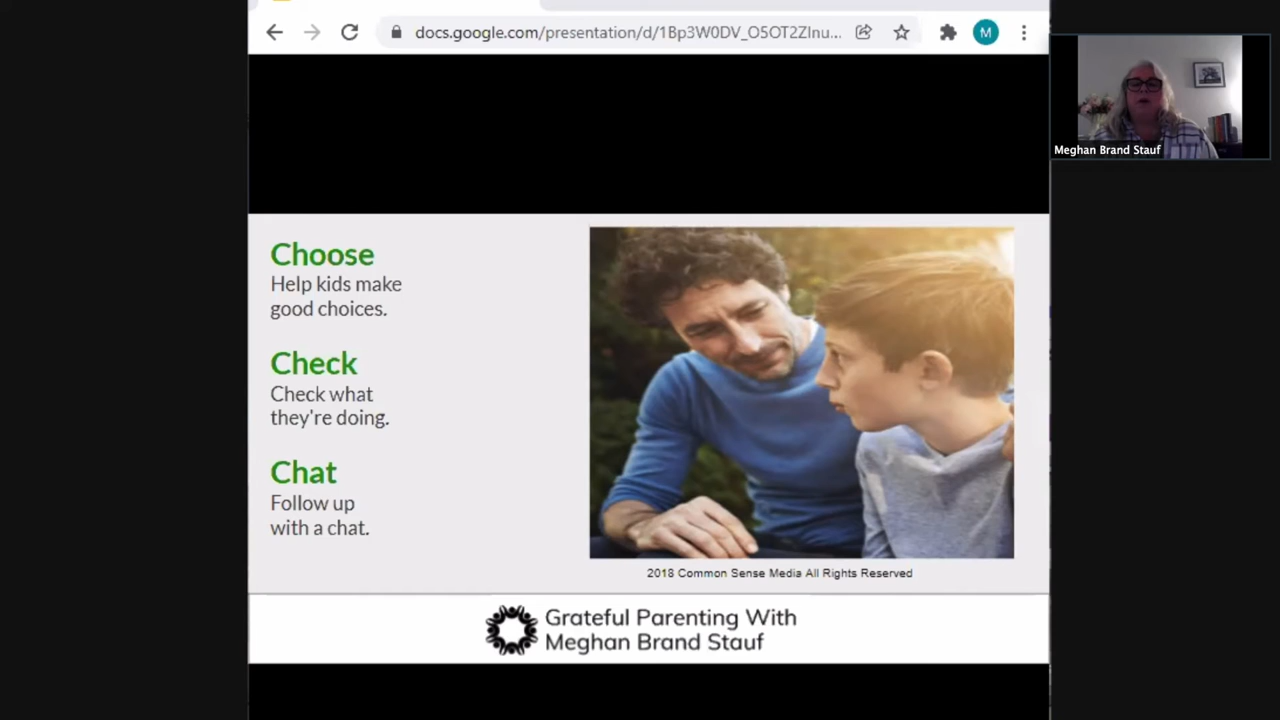 docs.google.com/presentation/d/1Bp3W0DV_O5OT2ZInu...
M
Meghan Brand Stauf
Choose
Help kids make
good choices.
Check
Check what
they're doing.
Chat
Follow up
with a chat.
2018 Common Sense Media All Rights Reserved
Grateful Parenting With
Meghan Brand Stauf